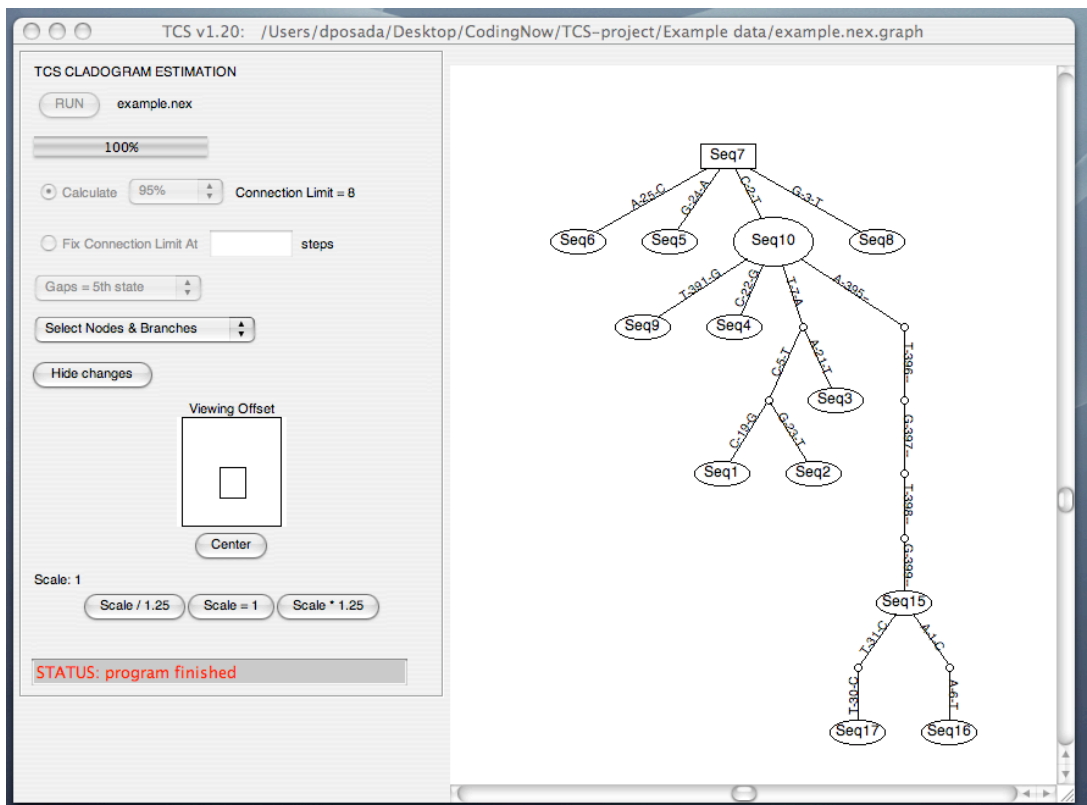 TCS v1.20: /Users/dposada/Desktop/CodingNow/TCS-project/Example data/example.nex.graph
TCS CLADOGRAM ESTIMATION
RUN example.nex
100%
Calculate 95% Connection Limit = 8
Fix Connection Limit At steps
Gaps = 5th state
Select Nodes & Branches
Hide changes
Viewing Offset
Center
Scale: 1
Scale / 1.25 Scale = 1 Scale * 1.25
STATUS: program finished
Seq7
A-25-C G-24-A C-2-T G-3-T
Seq6 Seq5 Seq10 Seq8
T-391-G C-22-G T-7-A A-395--
Seq9 Seq4
C-5-T A-21-T T-396--
Seq3
C-19-G G-23-T G-397--
Seq1 Seq2
T-398--
G-399--
Seq15
T-31-C A-1-C
T-30-C A-6-T
Seq17 Seq16